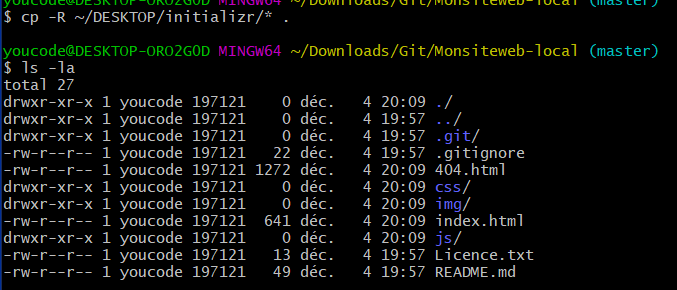 youcode@DESKTOP-ORO2GOD MINGW64 ~/Downloads/Git/Monsiteweb-local (master)
$ cp -R ~/DESKTOP/initializr/* .
youcode@DESKTOP-ORO2GOD MINGW64 ~/Downloads/Git/Monsiteweb-local (master)
$ ls -la
total 27
drwxr-xr-x 1 youcode 197121    0 déc.   4 20:09 ./
drwxr-xr-x 1 youcode 197121    0 déc.   4 19:57 ../
drwxr-xr-x 1 youcode 197121    0 déc.   4 19:57 .git/
-rw-r--r-- 1 youcode 197121   22 déc.   4 19:57 .gitignore
-rw-r--r-- 1 youcode 197121 1272 déc.   4 20:09 404.html
drwxr-xr-x 1 youcode 197121    0 déc.   4 20:09 css/
drwxr-xr-x 1 youcode 197121    0 déc.   4 20:09 img/
-rw-r--r-- 1 youcode 197121  641 déc.   4 20:09 index.html
drwxr-xr-x 1 youcode 197121    0 déc.   4 20:09 js/
-rw-r--r-- 1 youcode 197121   13 déc.   4 19:57 Licence.txt
-rw-r--r-- 1 youcode 197121   49 déc.   4 19:57 README.md